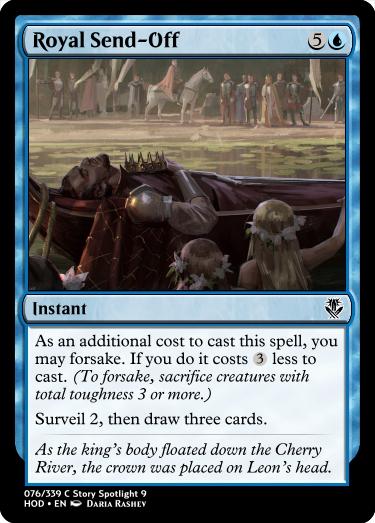 Royal Send-Off 5
Instant
As an additional cost to cast this spell, you
may forsake. If you do it costs 3 less to
cast. (To forsake, sacrifice creatures with
total toughness 3 or more.)
Surveil 2, then draw three cards.
As the king's body floated down the Cherry
River, the crown was placed on Leon's head.
076/339 C Story Spotlight 9
HOD • EN Daria Rashev